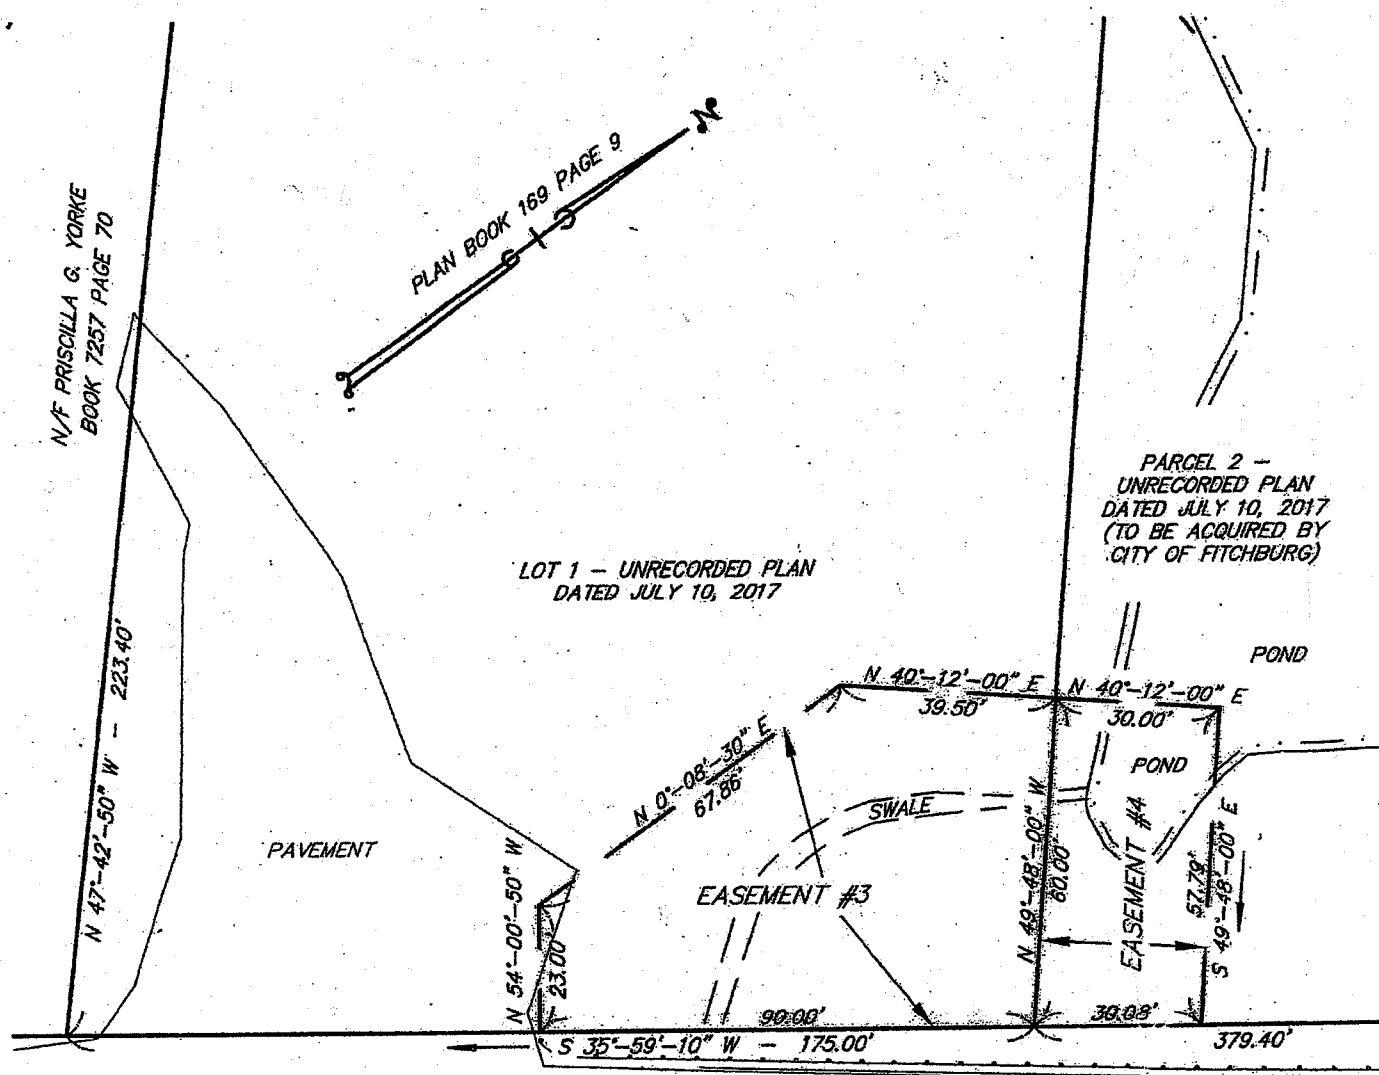 N
PLAN BOOK 169 PAGE 9
N/F PRISCILLA G. YORKE
BOOK 7257 PAGE 70
PARCEL 2 –
UNRECORDED PLAN
DATED JULY 10, 2017
(TO BE ACQUIRED BY
CITY OF FITCHBURG)
LOT 1 – UNRECORDED PLAN
DATED JULY 10, 2017
N 47°-42'-50" W – 223.40'
POND
N 40°-12'-00" E
39.50'
N 40°-12'-00" E
30.00'
N 0°-08'-30" E
67.86'
POND
SWALE
PAVEMENT
EASEMENT #3
N 54°-00'-50" W
23.00'
N 49°-48'-00" W
60.00'
EASEMENT #4
57.79'
S 49°-48'-00" E
90.00'
30.08'
S 35°-59'-10" W – 175.00'
379.40'